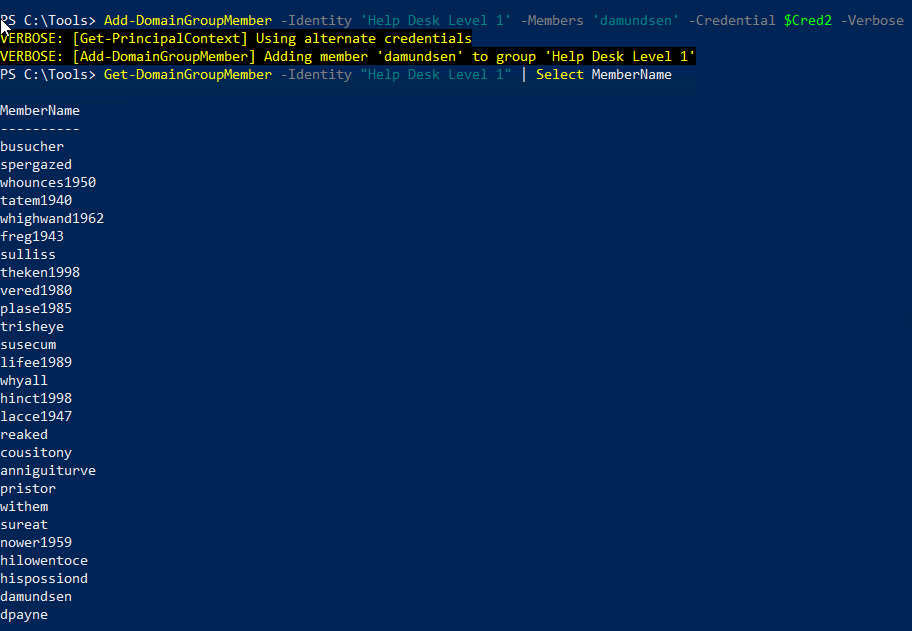 PS C:\Tools> Add-DomainGroupMember -Identity 'Help Desk Level 1' -Members 'damundsen' -Credential $Cred2 -Verbose
VERBOSE: [Get-PrincipalContext] Using alternate credentials
VERBOSE: [Add-DomainGroupMember] Adding member 'damundsen' to group 'Help Desk Level 1'
PS C:\Tools> Get-DomainGroupMember -Identity "Help Desk Level 1" | Select MemberName
MemberName
----------
busucher
spergazed
whounces1950
tatem1940
whighwand1962
freg1943
sulliss
theken1998
vered1980
plase1985
trisheye
susecum
lifee1989
whyall
hinct1998
lacce1947
reaked
cousitony
anniguiturve
pristor
withem
sureat
nower1959
hilowentoce
hispossiond
damundsen
dpayne